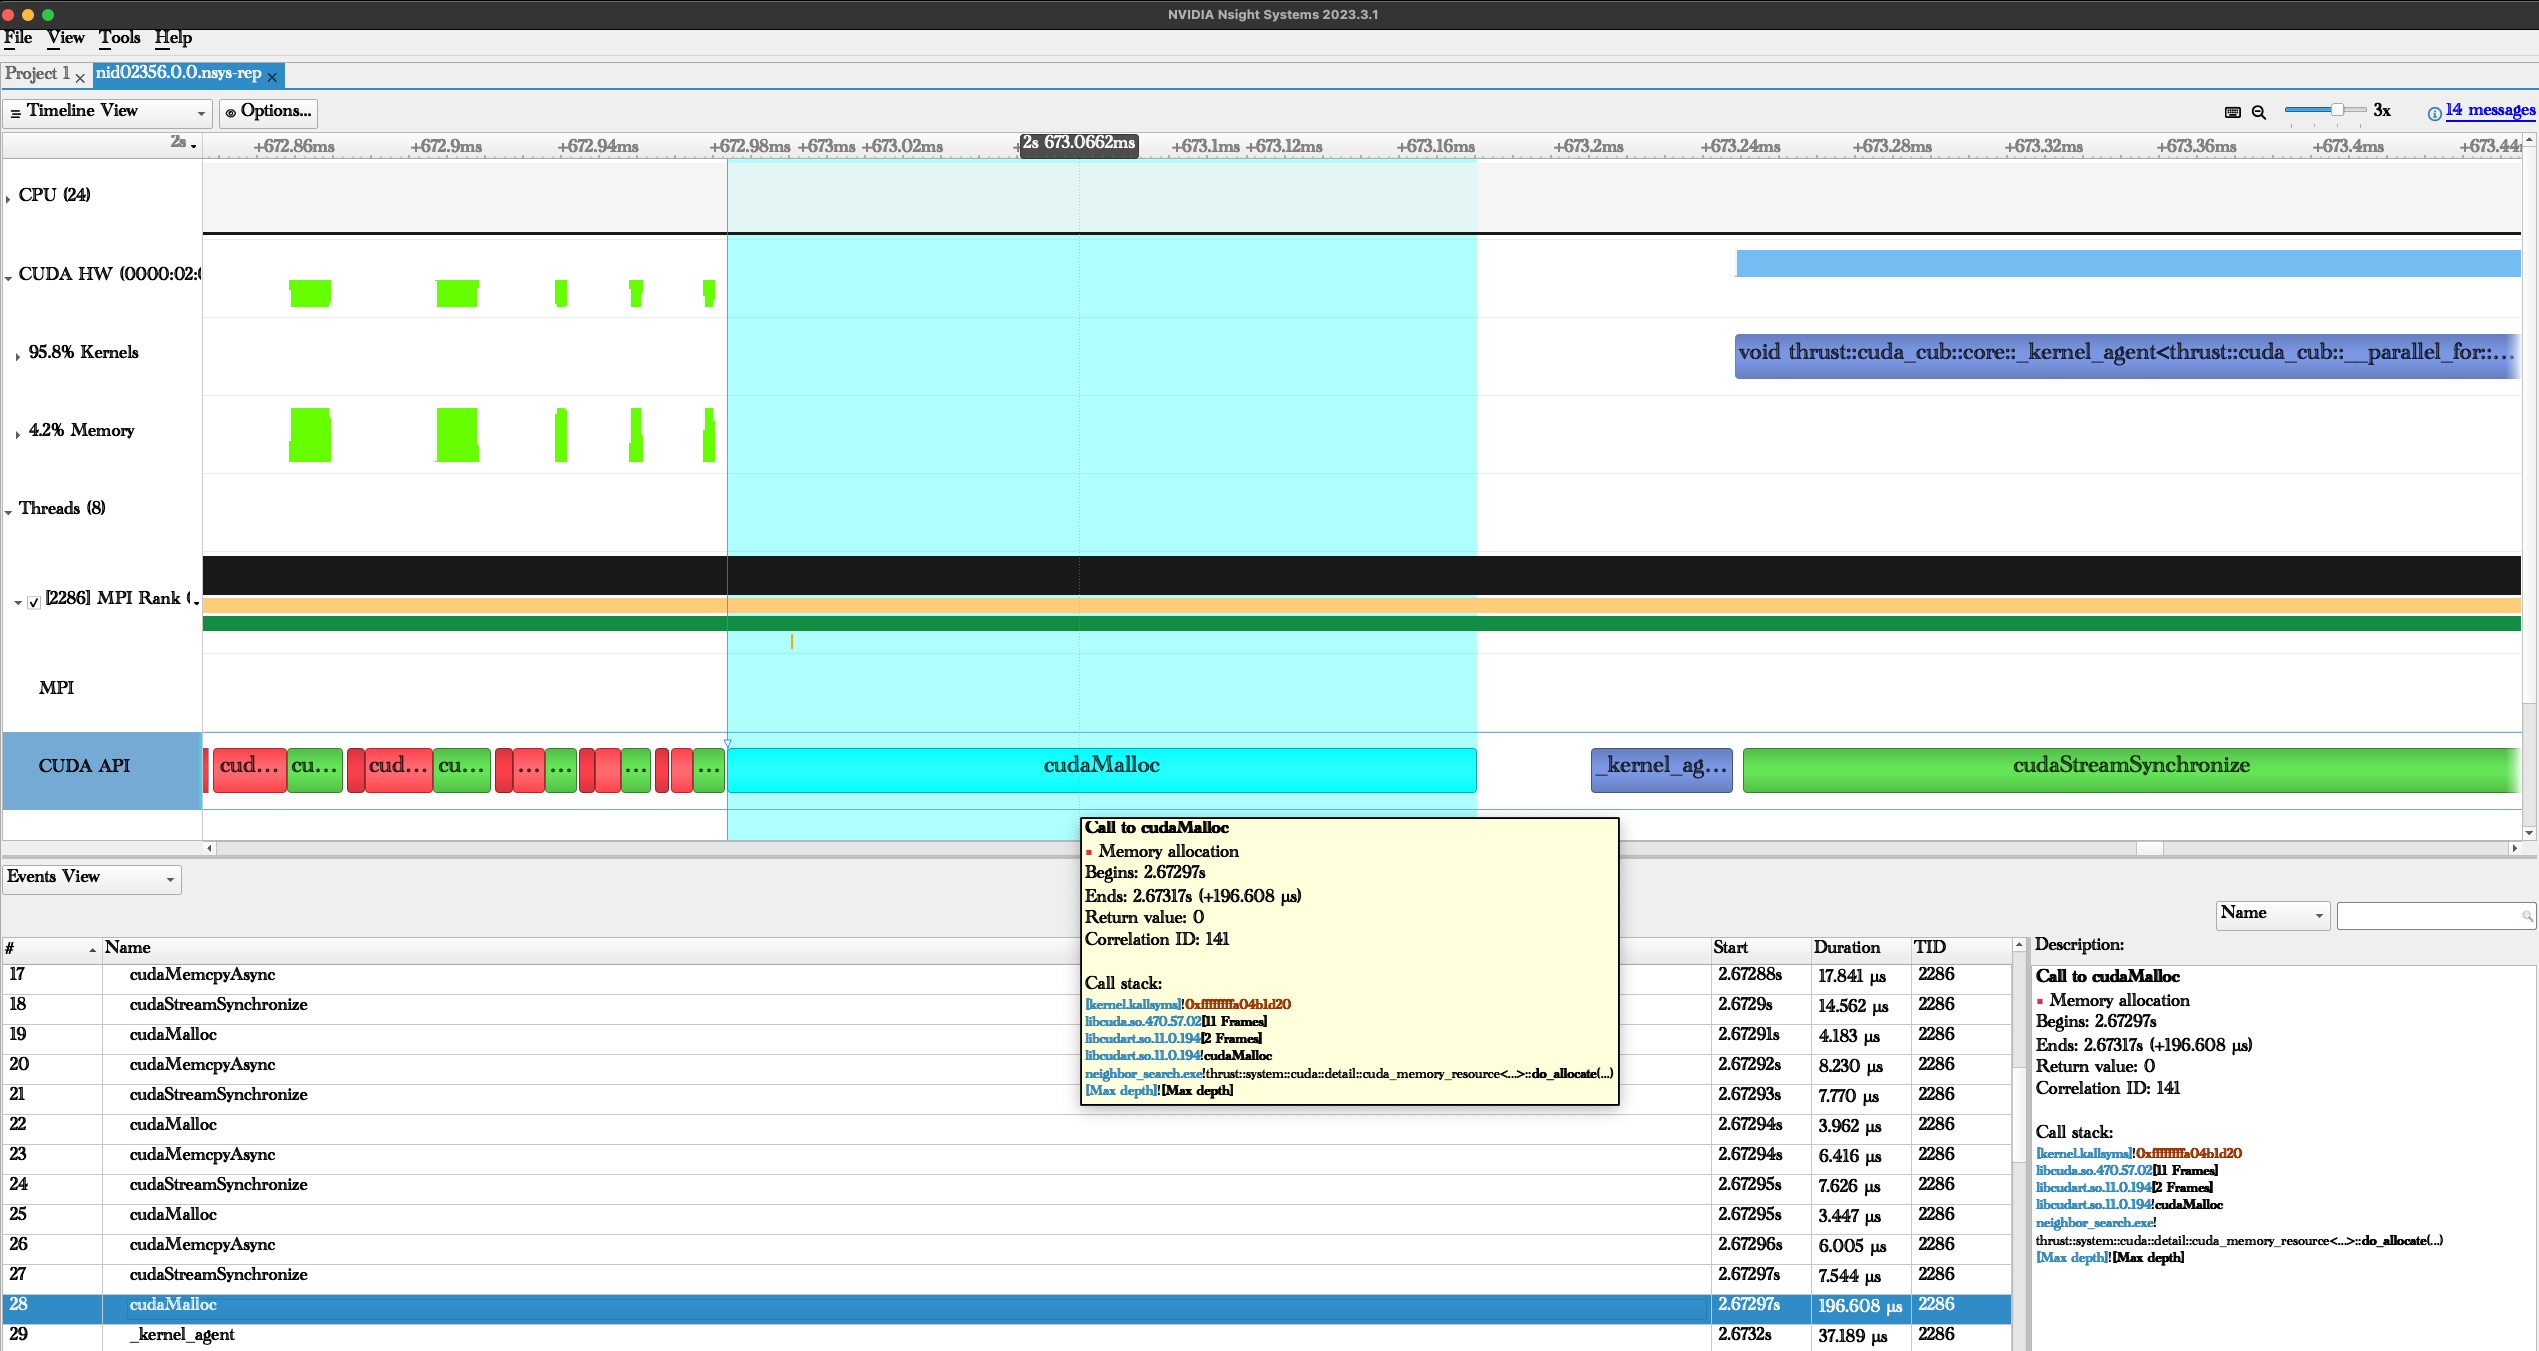 NVIDIA Nsight Systems 2023.3.1
File View Tools Help
Project 1 nid02356.0.0.nsys-rep
Timeline View Options... 3x 14 messages
2s +672.86ms +672.9ms +672.94ms +672.98ms +673ms +673.02ms 2s 673.0662ms +673.1ms +673.12ms +673.16ms +673.2ms +673.24ms +673.28ms +673.32ms +673.36ms +673.4ms +673.44
CPU (24)
CUDA HW (0000:02:
95.8% Kernels
void thrust::cuda_cub::core::_kernel_agent<thrust::cuda_cub::__parallel_for::...
4.2% Memory
Threads (8)
[2286] MPI Rank (
MPI
CUDA API
cud... cu... cud... cu... ... ... ... ... cudaMalloc _kernel_ag... cudaStreamSynchronize
Call to cudaMalloc
Memory allocation
Begins: 2.67297s
Ends: 2.67317s (+196.608 μs)
Return value: 0
Correlation ID: 141
Call stack:
[kernel.kallsyms]!0xffffffffa04b1d20
libcuda.so.470.57.02[11 Frames]
libcudart.so.11.0.194[2 Frames]
libcudart.so.11.0.194!cudaMalloc
neighbor_search.exe!thrust::system::cuda::detail::cuda_memory_resource<...>::do_allocate(...)
[Max depth]![Max depth]
Events View
Name
# Name Start Duration TID
17 cudaMemcpyAsync 2.67288s 17.841 μs 2286
18 cudaStreamSynchronize 2.6729s 14.562 μs 2286
19 cudaMalloc 2.67291s 4.183 μs 2286
20 cudaMemcpyAsync 2.67292s 8.230 μs 2286
21 cudaStreamSynchronize 2.67293s 7.770 μs 2286
22 cudaMalloc 2.67294s 3.962 μs 2286
23 cudaMemcpyAsync 2.67294s 6.416 μs 2286
24 cudaStreamSynchronize 2.67295s 7.626 μs 2286
25 cudaMalloc 2.67295s 3.447 μs 2286
26 cudaMemcpyAsync 2.67296s 6.005 μs 2286
27 cudaStreamSynchronize 2.67297s 7.544 μs 2286
28 cudaMalloc 2.67297s 196.608 μs 2286
29 _kernel_agent 2.6732s 37.189 μs 2286
Description:
Call to cudaMalloc
Memory allocation
Begins: 2.67297s
Ends: 2.67317s (+196.608 μs)
Return value: 0
Correlation ID: 141
Call stack:
[kernel.kallsyms]!0xffffffffa04b1d20
libcuda.so.470.57.02[11 Frames]
libcudart.so.11.0.194[2 Frames]
libcudart.so.11.0.194!cudaMalloc
neighbor_search.exe!
thrust::system::cuda::detail::cuda_memory_resource<...>::do_allocate(...)
[Max depth]![Max depth]